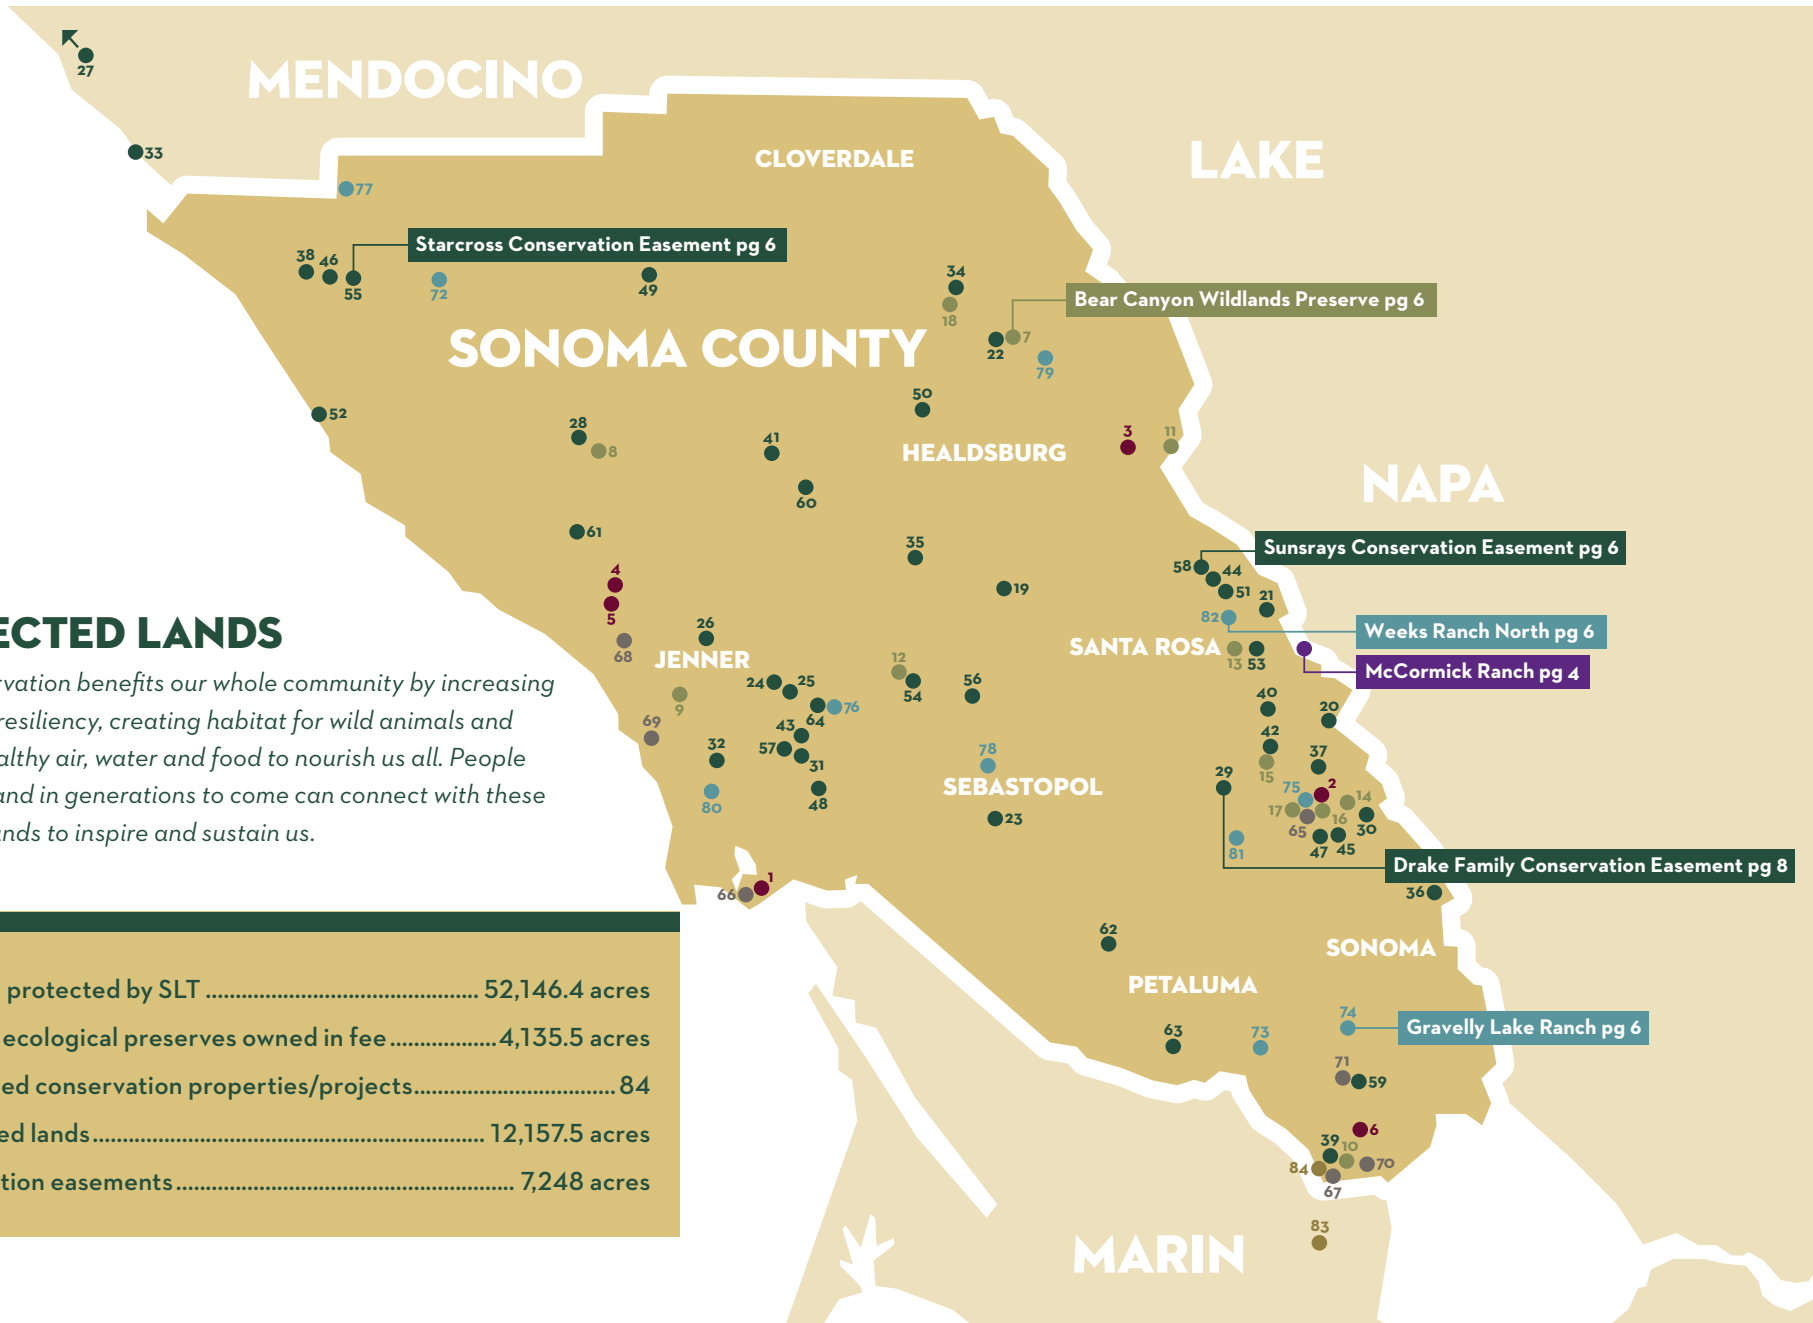 27
MENDOCINO
33
CLOVERDALE
LAKE
77
Starcross Conservation Easement pg 6
38
46
55
72
49
34
18
Bear Canyon Wildlands Preserve pg 6
7
22
79
SONOMA COUNTY
52
50
28
8
41
HEALDSBURG
3
11
NAPA
60
61
35
19
Sunsrays Conservation Easement pg 6
58
44
51
21
82
Weeks Ranch North pg 6
4
5
68
26
JENNER
SANTA ROSA
13
53
McCormick Ranch pg 4
ECTED LANDS
rvation benefits our whole community by increasing
resiliency, creating habitat for wild animals and
althy air, water and food to nourish us all. People
and in generations to come can connect with these
nds to inspire and sustain us.
9
69
24
25
64
76
43
57
31
48
32
80
12
54
56
78
SEBASTOPOL
23
40
20
42
15
37
29
75
2
14
17
16
65
30
47
45
81
Drake Family Conservation Easement pg 8
36
1
66
62
SONOMA
PETALUMA
63
73
74
Gravelly Lake Ranch pg 6
71
59
6
39
10
70
84
67
83
MARIN
protected by SLT ........................................... 52,146.4 acres
ecological preserves owned in fee .................. 4,135.5 acres
ed conservation properties/projects ................................ 84
ed lands ............................................................... 12,157.5 acres
tion easements ...................................................... 7,248 acres